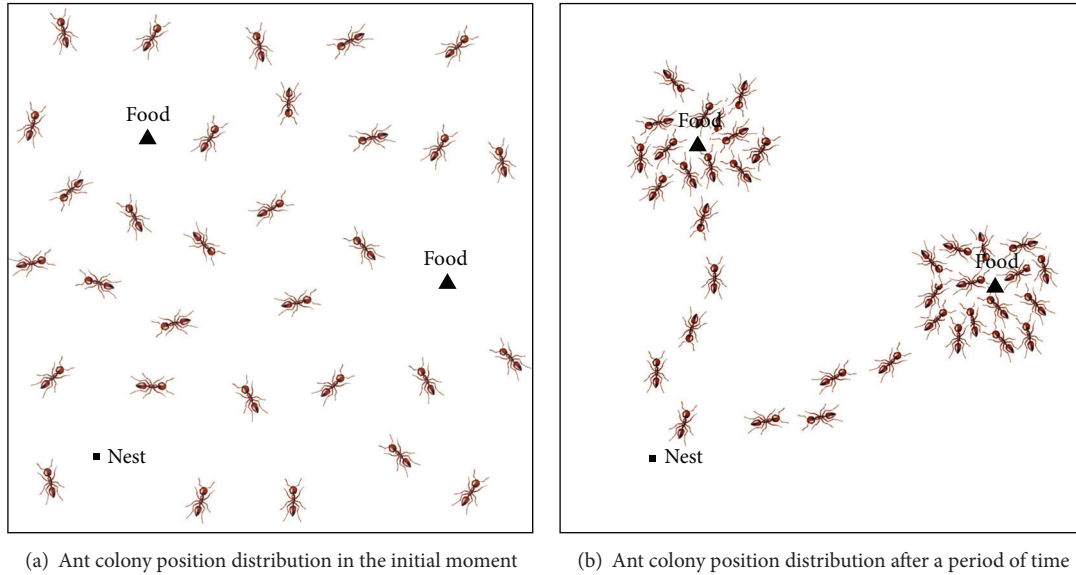 Food
Food
Nest
Food
Food
Nest
(a) Ant colony position distribution in the initial moment
(b) Ant colony position distribution after a period of time